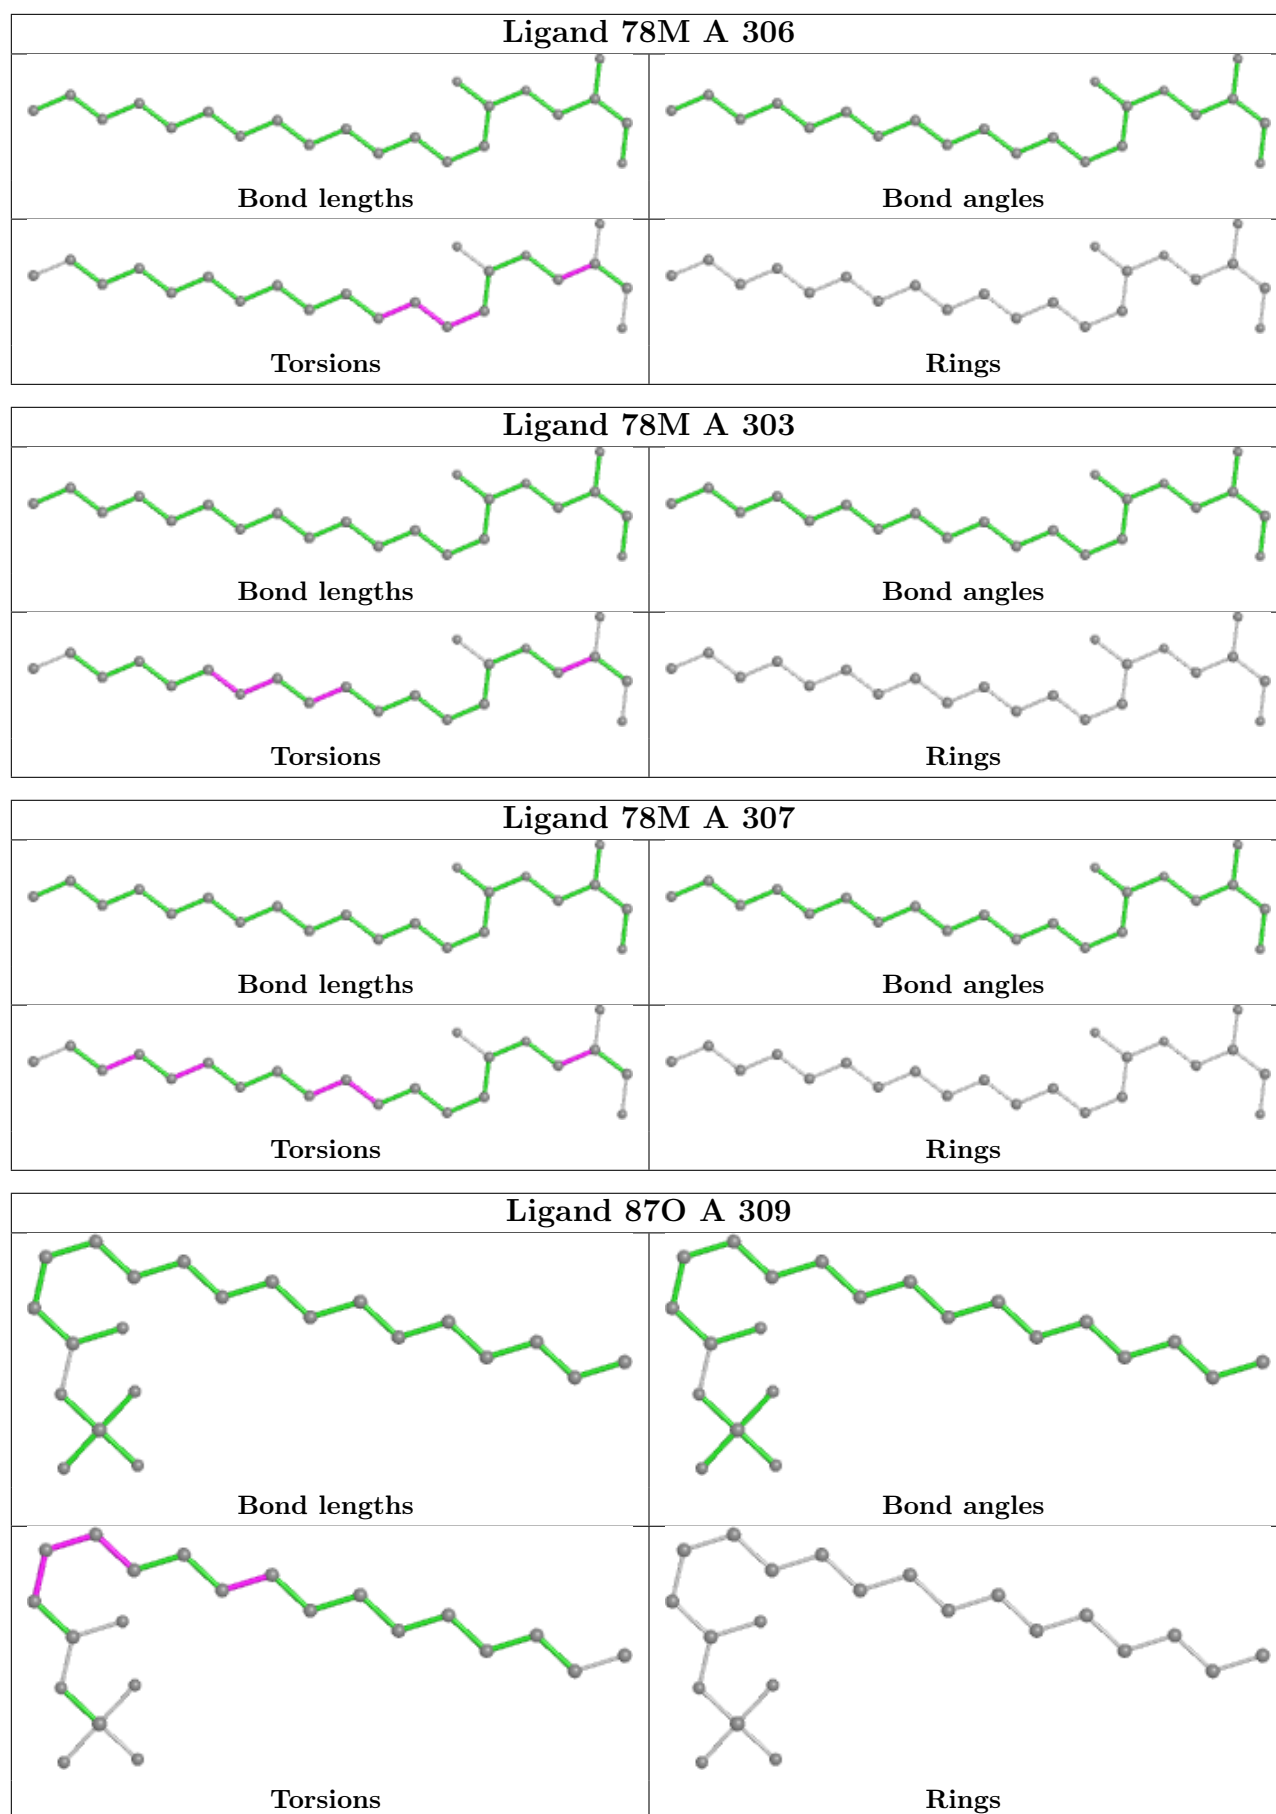 Ligand 78M A 306
Bond lengths
Bond angles
Torsions
Rings
Ligand 78M A 303
Bond lengths
Bond angles
Torsions
Rings
Ligand 78M A 307
Bond lengths
Bond angles
Torsions
Rings
Ligand 87O A 309
Bond lengths
Bond angles
Torsions
Rings